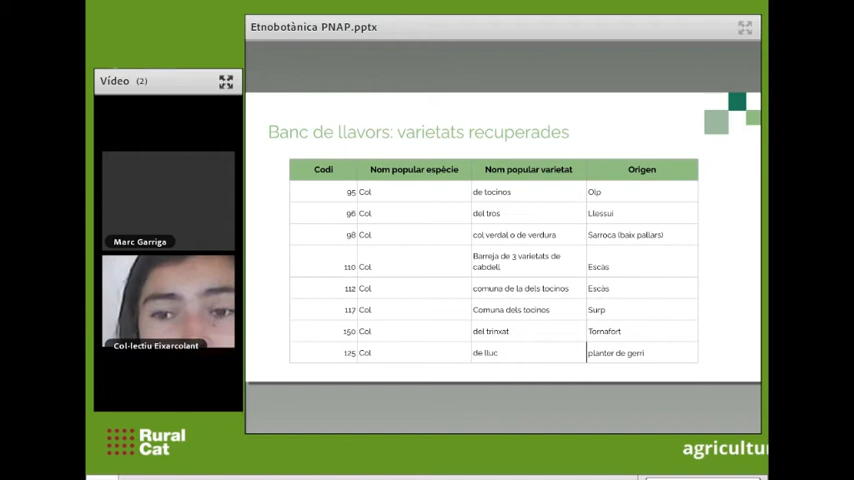 Etnobotànica PNAP.pptx
Vídeo (2)
Marc Garriga
Col·lectiu Eixarcolant
Banc de llavors: varietats recuperades
Codi Nom popular espècie Nom popular varietat Origen
95 Col de tocinos Olp
96 Col del tros Llessui
98 Col col verdal o de verdura Sarroca (baix pallars)
110 Col Barreja de 3 varietats de cabdell Escàs
112 Col comuna de la dels tocinos Escàs
117 Col Comuna dels tocinos Surp
150 Col del trinxat Tornafort
125 Col de lluc planter de gerri
Rural
Cat
agricultu